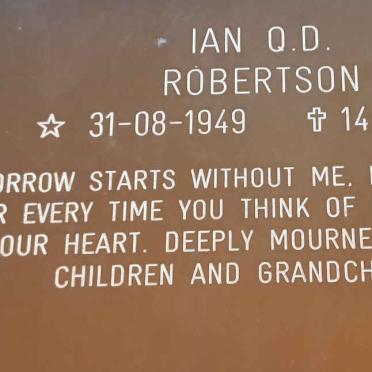 IAN Q.D.
ROBERTSON
☆ 31-08-1949 ✝ 14
ORROW STARTS WITHOUT ME,
EVERY TIME YOU THINK OF
OUR HEART. DEEPLY MOURNE
CHILDREN AND GRANDCH